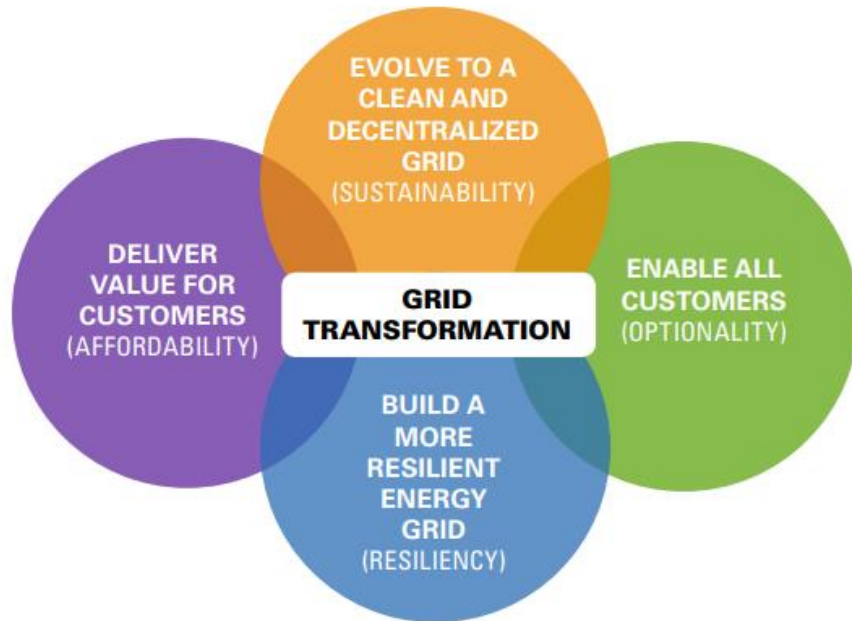 EVOLVE TO A
CLEAN AND
DECENTRALIZED
GRID
(SUSTAINABILITY)
DELIVER
VALUE FOR
CUSTOMERS
(AFFORDABILITY)
GRID
TRANSFORMATION
ENABLE ALL
CUSTOMERS
(OPTIONALITY)
BUILD A
MORE
RESILIENT
ENERGY
GRID
(RESILIENCY)